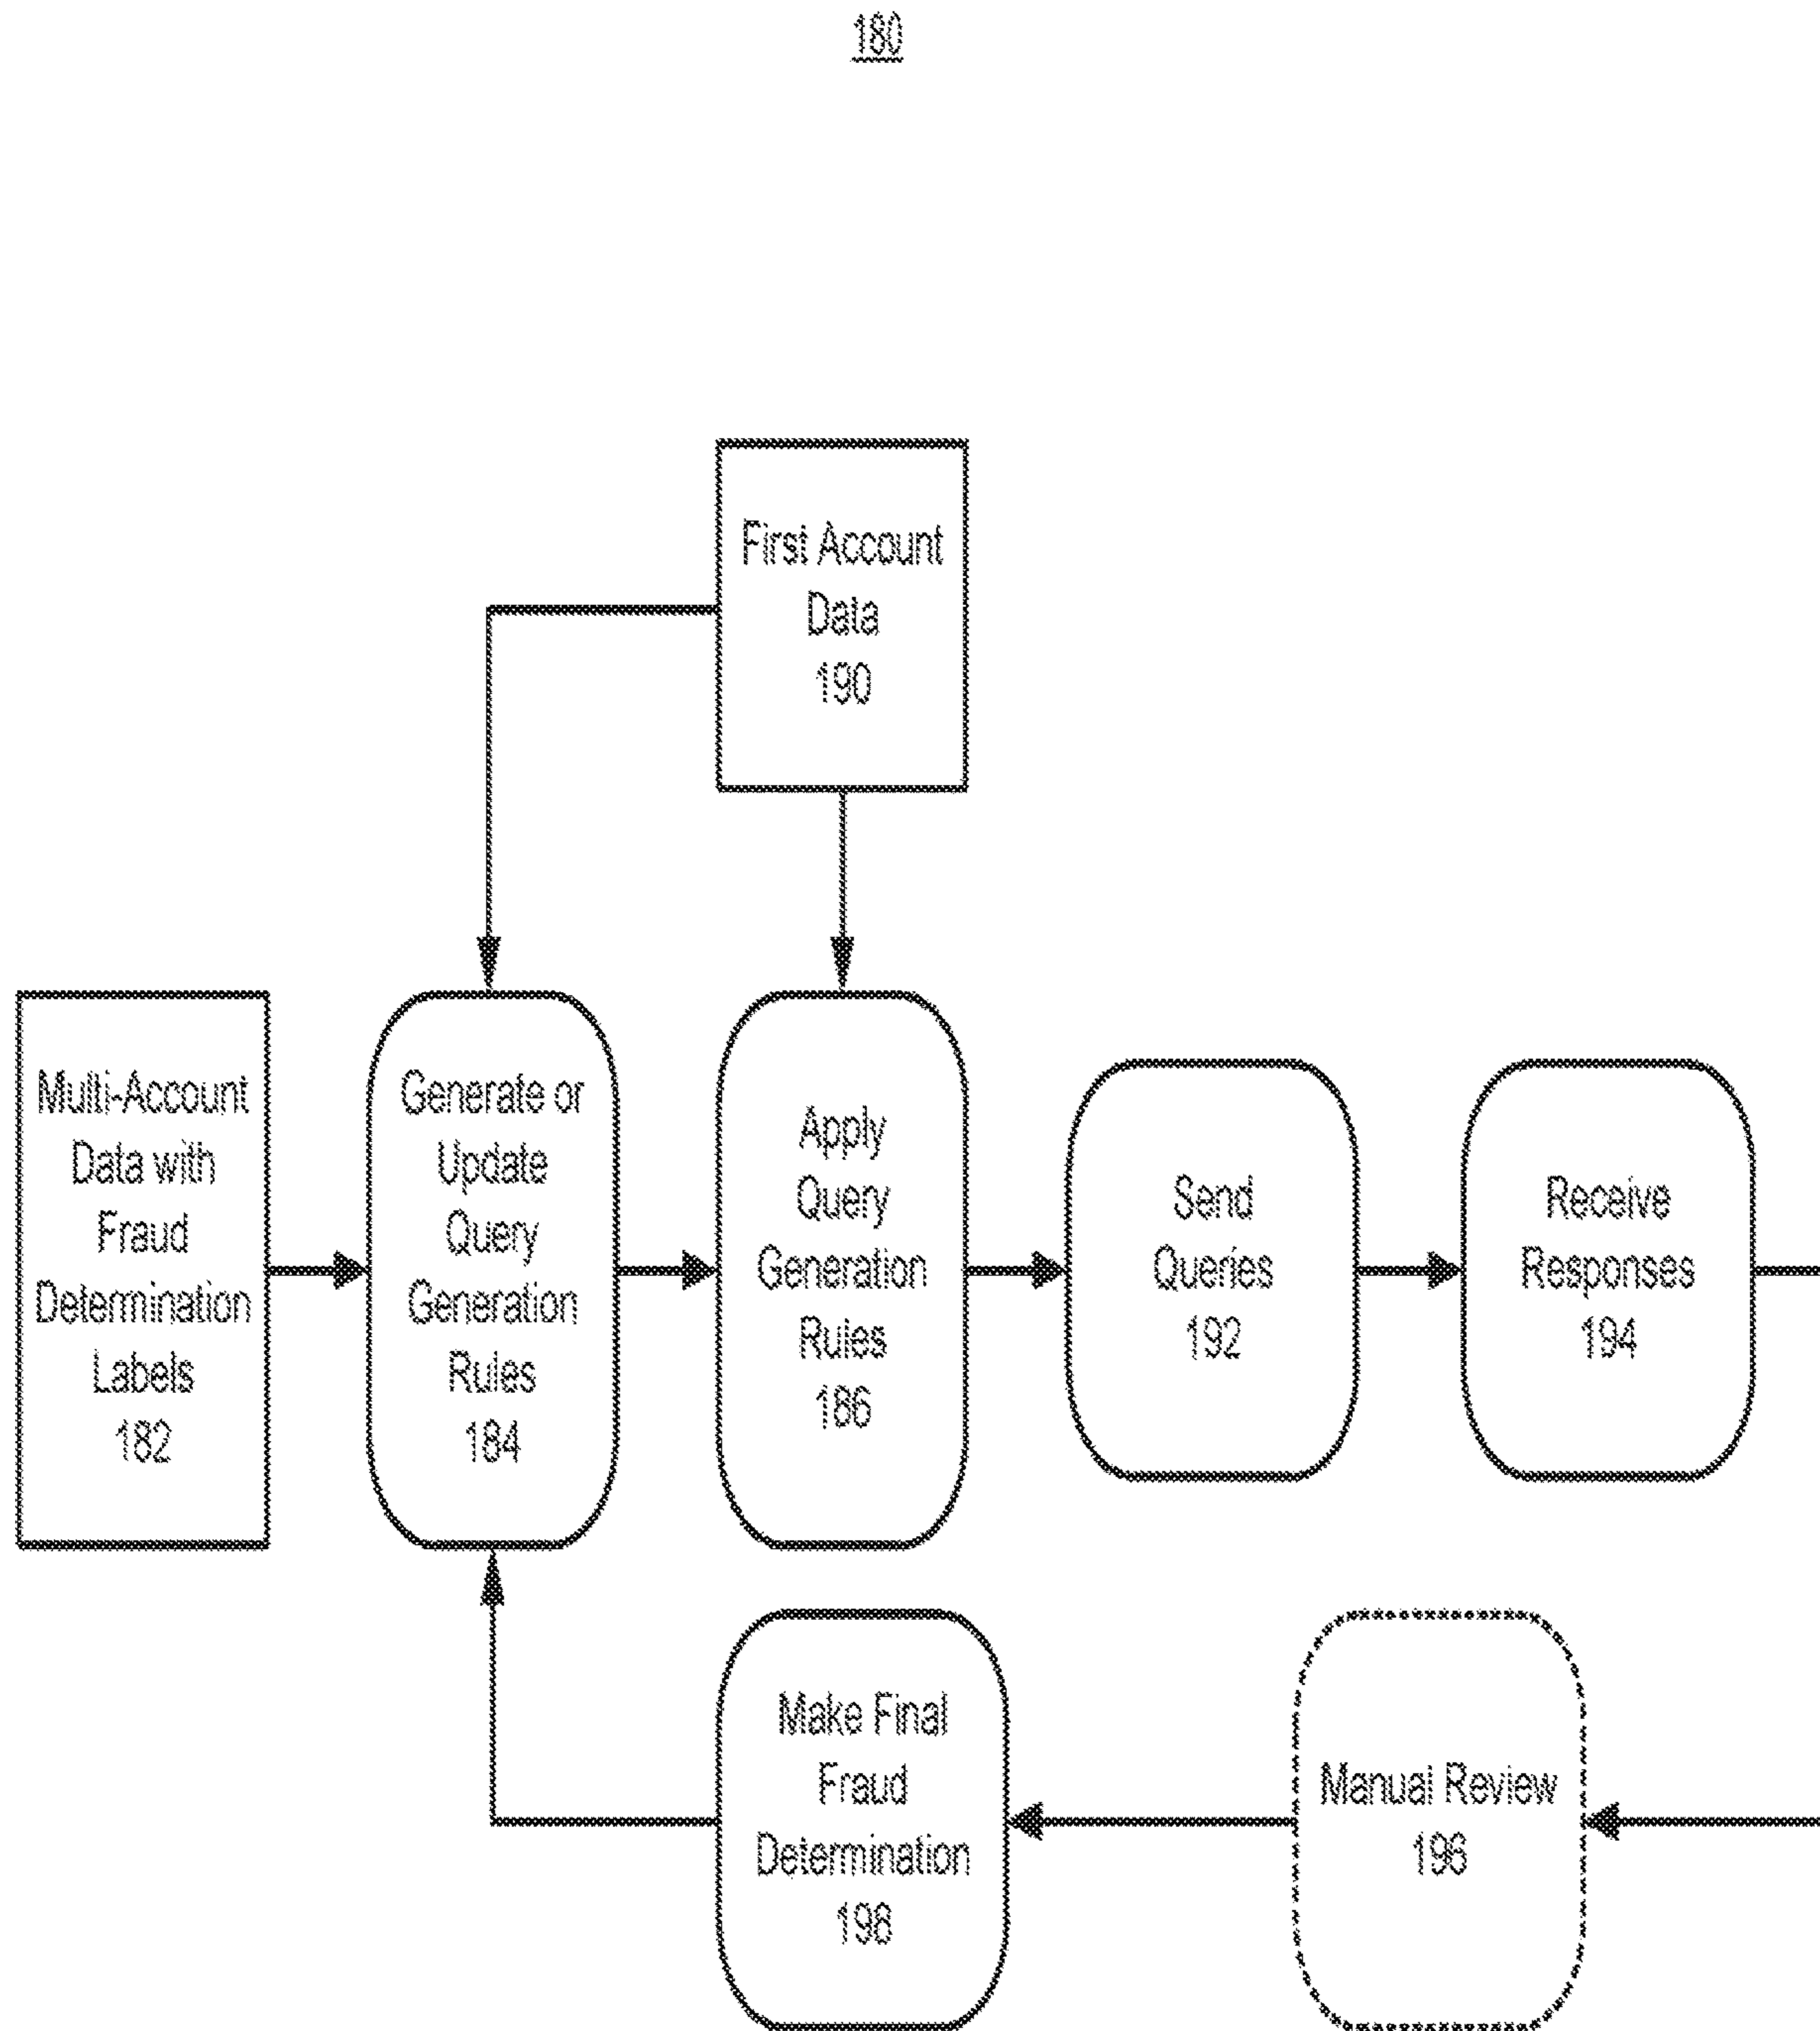 180
First Account
Data
190
Multi-Account
Data with
Fraud
Determination
Labels
182
Generate or
Update
Query
Generation
Rules
184
Apply
Query
Generation
Rules
186
Send
Queries
192
Receive
Responses
194
Make Final
Fraud
Determination
198
Manual Review
196